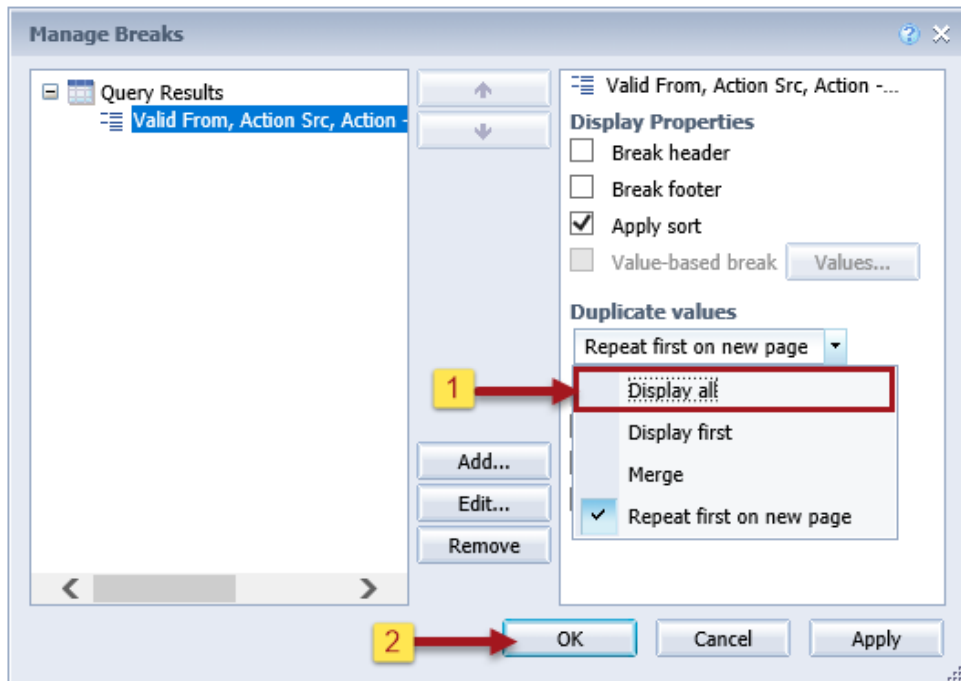 Manage Breaks
Query Results
Valid From, Action Src, Action -
Add...
Edit...
Remove
Valid From, Action Src, Action -...
Display Properties
Break header
Break footer
Apply sort
Value-based break Values...
Duplicate values
Repeat first on new page
1
Display all
Display first
Merge
Repeat first on new page
2
OK Cancel Apply